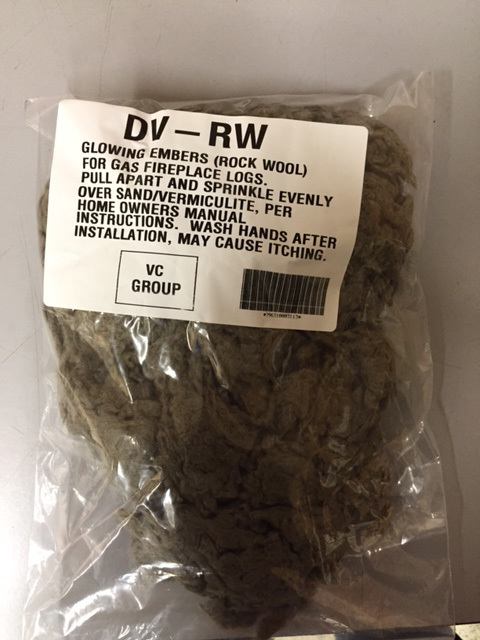 DV – RW
GLOWING EMBERS (ROCK WOOL)
FOR GAS FIREPLACE LOGS.
PULL APART AND SPRINKLE EVENLY
OVER SAND/VERMICULITE, PER
HOME OWNERS MANUAL
INSTRUCTIONS. WASH HANDS AFTER
INSTALLATION, MAY CAUSE ITCHING.
VC
GROUP